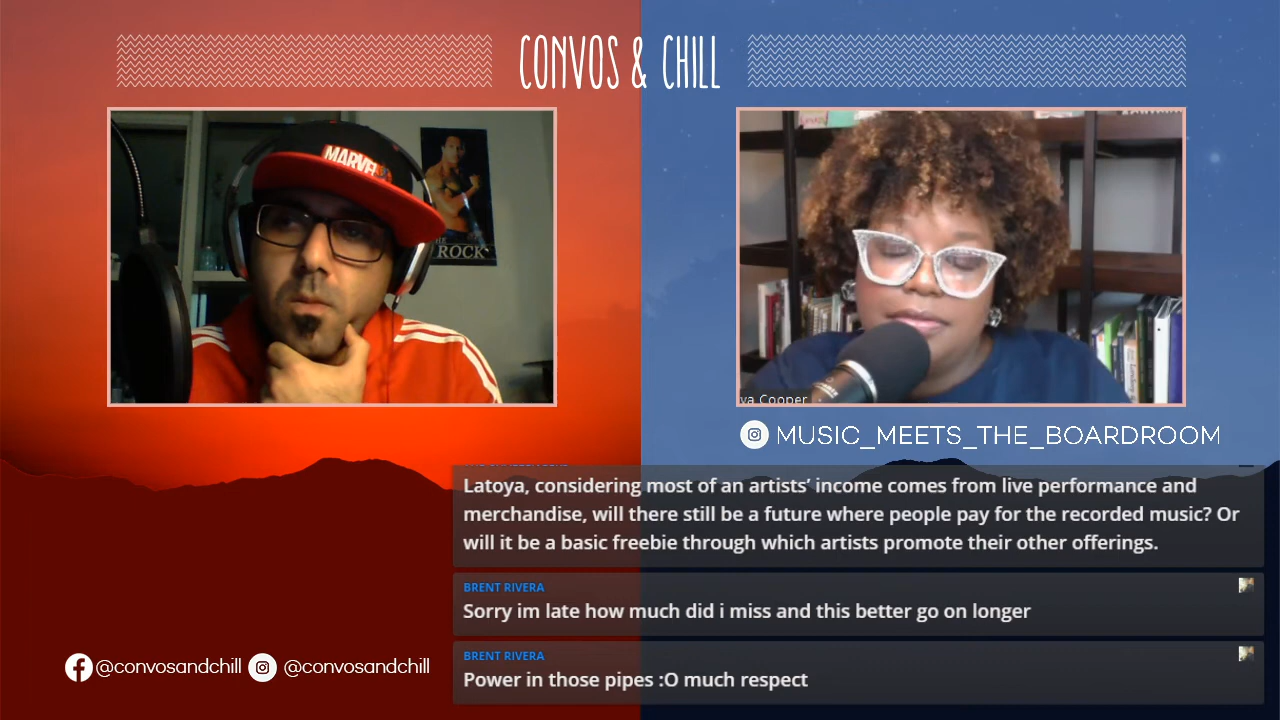 CONVOS & CHILL
MARVEL
ROCK
va Cooper
MUSIC_MEETS_THE_BOARDROOM
Latoya, considering most of an artists’ income comes from live performance and
merchandise, will there still be a future where people pay for the recorded music? Or
will it be a basic freebie through which artists promote their other offerings.
BRENT RIVERA
Sorry im late how much did i miss and this better go on longer
BRENT RIVERA
Power in those pipes :O much respect
@convosandchill @convosandchill